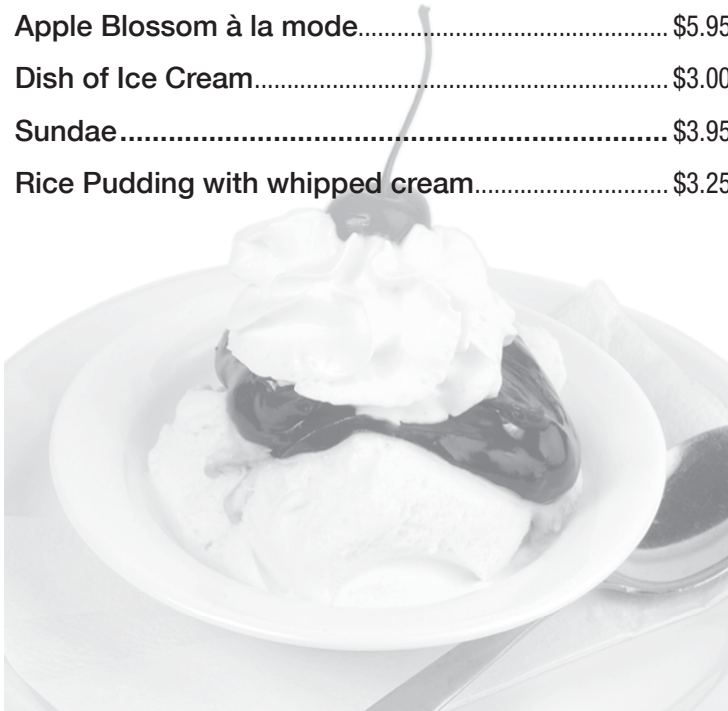 Apple Blossom à la mode...................................... $5.95
Dish of Ice Cream.................................................... $3.00
Sundae.................................................................... $3.95
Rice Pudding with whipped cream........................ $3.25